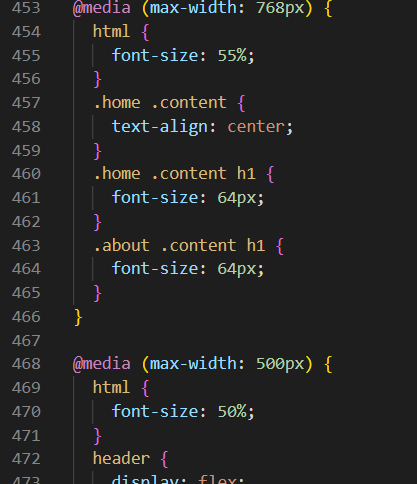 453 @media (max-width: 768px) {
454 html {
455 font-size: 55%;
456 }
457 .home .content {
458 text-align: center;
459 }
460 .home .content h1 {
461 font-size: 64px;
462 }
463 .about .content h1 {
464 font-size: 64px;
465 }
466 }
467
468 @media (max-width: 500px) {
469 html {
470 font-size: 50%;
471 }
472 header {
473 display: flex;